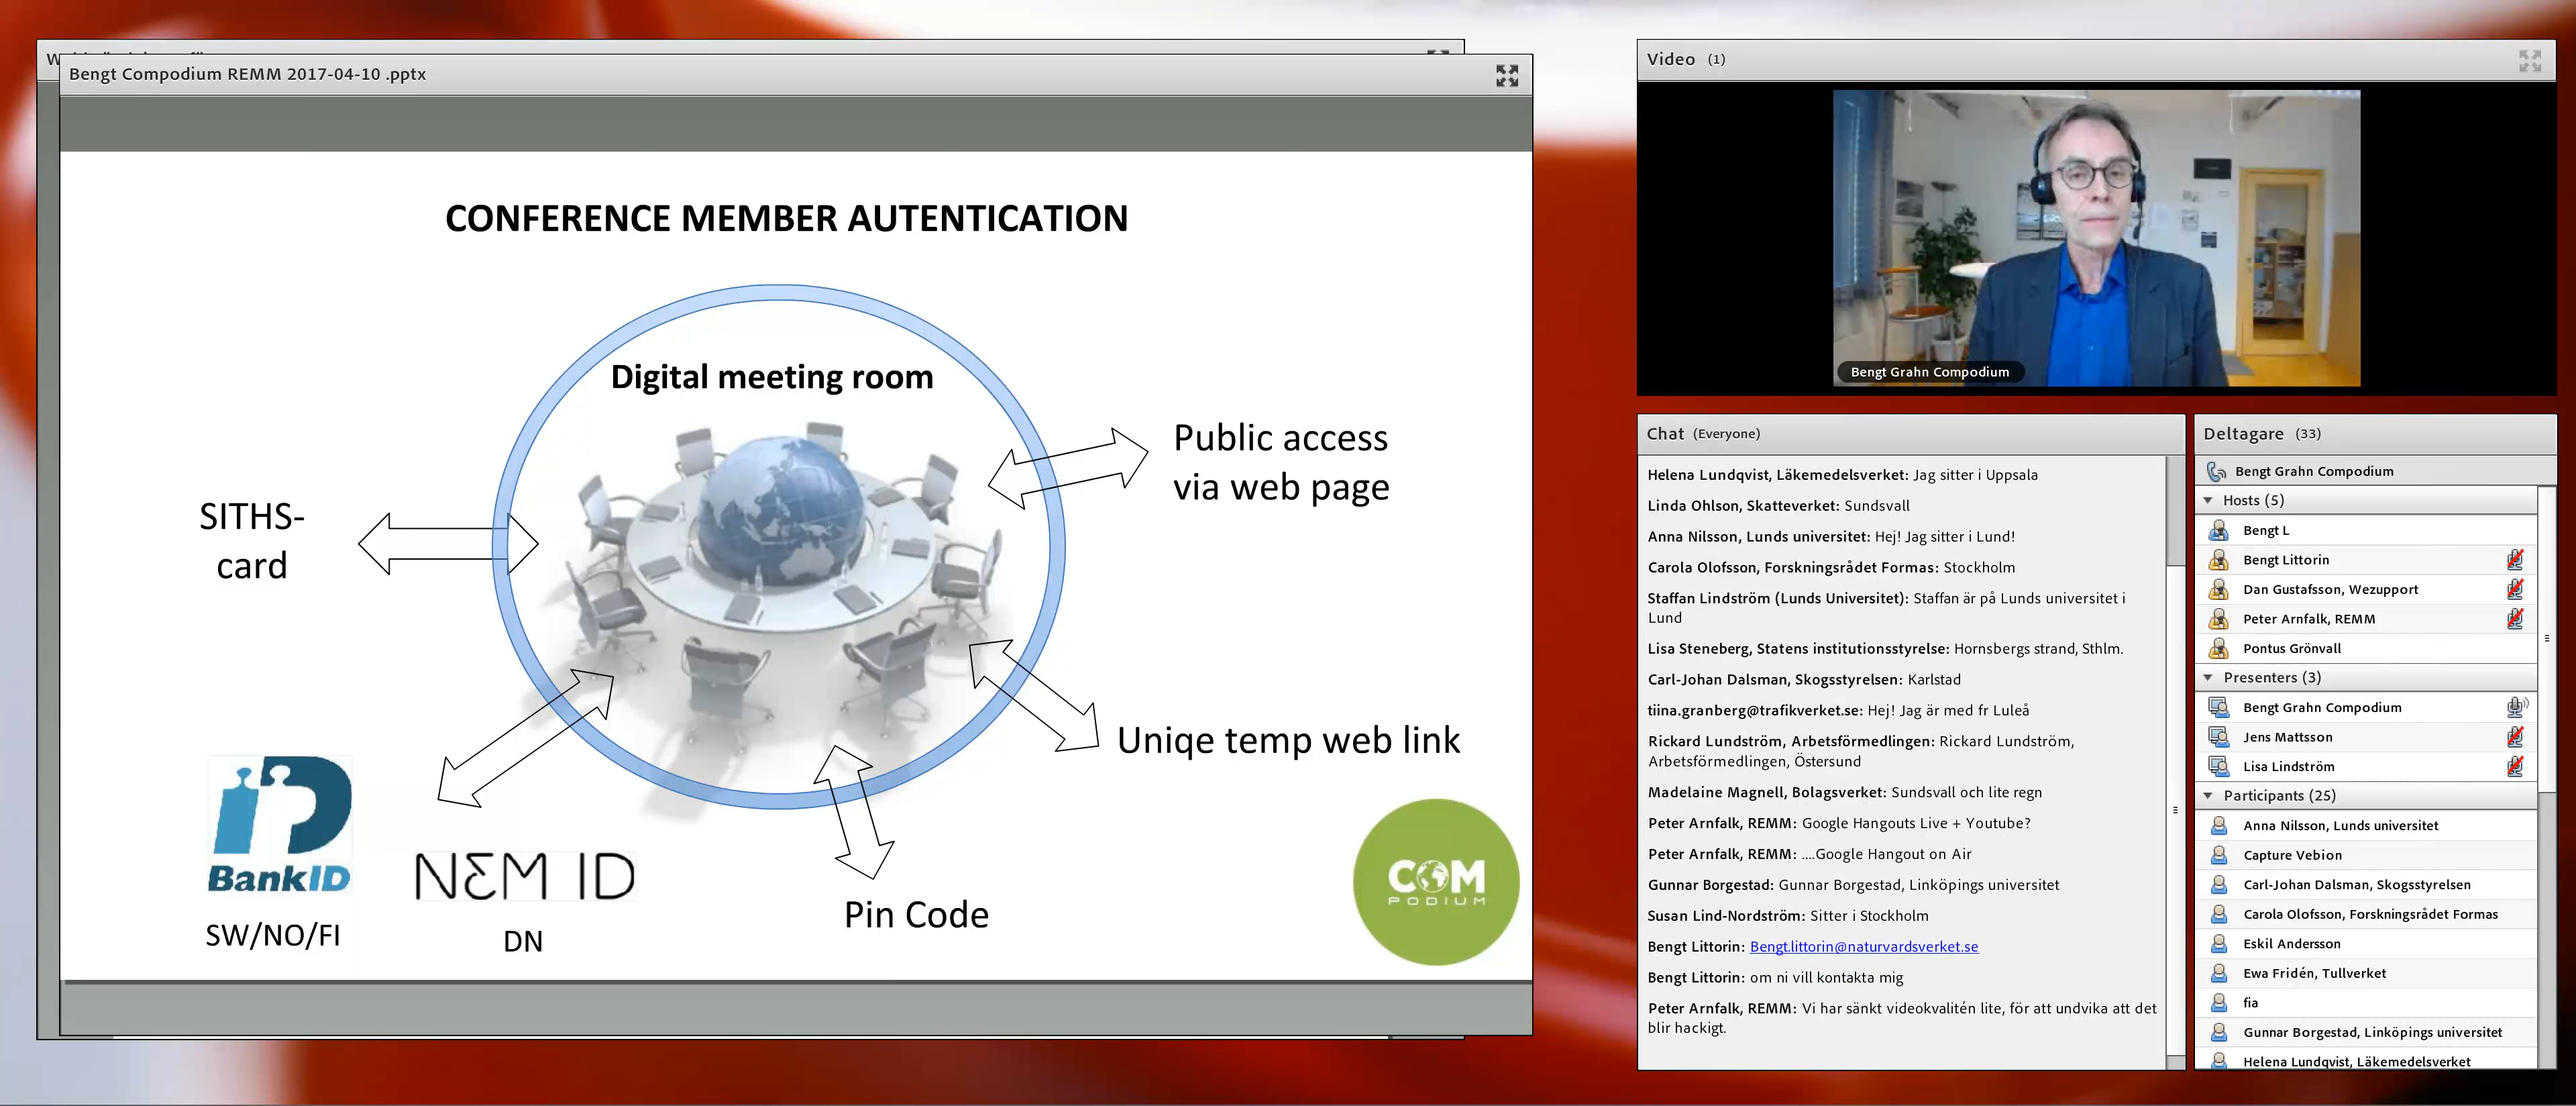 W
Bengt Compodium REMM 2017-04-10 .pptx
CONFERENCE MEMBER AUTENTICATION
Digital meeting room
Public access
via web page
SITHS-
card
Uniqe temp web link
BankID
SW/NO/FI
NEM ID
DN
Pin Code
COM
PODIUM
Video (1)
Bengt Grahn Compodium
Chat (Everyone)
Helena Lundqvist, Läkemedelsverket: Jag sitter i Uppsala
Linda Ohlson, Skatteverket: Sundsvall
Anna Nilsson, Lunds universitet: Hej! Jag sitter i Lund!
Carola Olofsson, Forskningsrådet Formas: Stockholm
Staffan Lindström (Lunds Universitet): Staffan är på Lunds universitet i
Lund
Lisa Steneberg, Statens institutionsstyrelse: Hornsbergs strand, Sthlm.
Carl-Johan Dalsman, Skogsstyrelsen: Karlstad
tiina.granberg@trafikverket.se: Hej! Jag är med fr Luleå
Rickard Lundström, Arbetsförmedlingen: Rickard Lundström,
Arbetsförmedlingen, Östersund
Madelaine Magnell, Bolagsverket: Sundsvall och lite regn
Peter Arnfalk, REMM: Google Hangouts Live + Youtube?
Peter Arnfalk, REMM: ....Google Hangout on Air
Gunnar Borgestad: Gunnar Borgestad, Linköpings universitet
Susan Lind-Nordström: Sitter i Stockholm
Bengt Littorin: Bengt.littorin@naturvardsverket.se
Bengt Littorin: om ni vill kontakta mig
Peter Arnfalk, REMM: Vi har sänkt videokvalitén lite, för att undvika att det
blir hackigt.
Deltagare (33)
Bengt Grahn Compodium
Hosts (5)
Bengt L
Bengt Littorin
Dan Gustafsson, Wezupport
Peter Arnfalk, REMM
Pontus Grönvall
Presenters (3)
Bengt Grahn Compodium
Jens Mattsson
Lisa Lindström
Participants (25)
Anna Nilsson, Lunds universitet
Capture Vebion
Carl-Johan Dalsman, Skogsstyrelsen
Carola Olofsson, Forskningsrådet Formas
Eskil Andersson
Ewa Fridén, Tullverket
fia
Gunnar Borgestad, Linköpings universitet
Helena Lundqvist, Läkemedelsverket